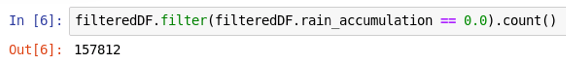 In [6]: filteredDF.filter(filteredDF.rain_accumulation == 0.0).count()
Out[6]: 157812